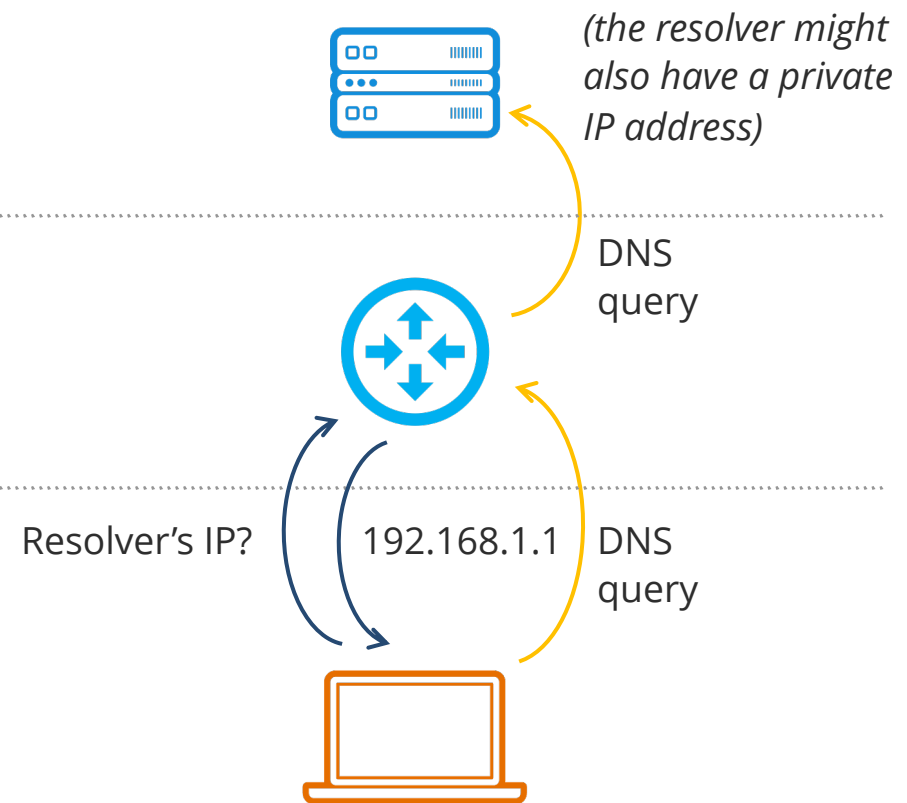 (the resolver might
also have a private
IP address)
DNS
query
Resolver’s IP?
192.168.1.1
DNS
query